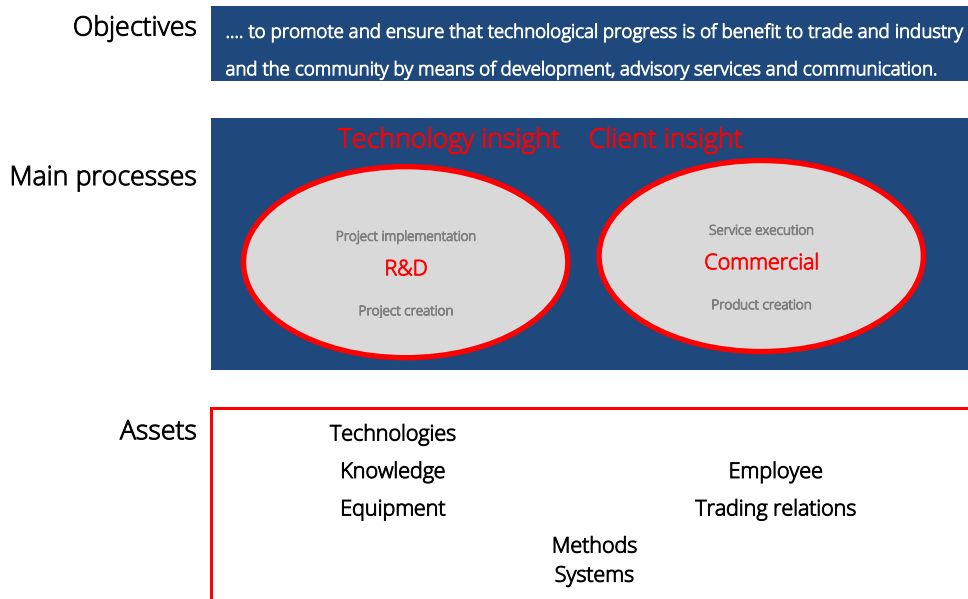 Objectives
.... to promote and ensure that technological progress is of benefit to trade and industry
and the community by means of development, advisory services and communication.
Main processes
Technology insight
Client insight
Project implementation
R&D
Project creation
Service execution
Commercial
Product creation
Assets
Technologies
Knowledge
Equipment
Employee
Trading relations
Methods
Systems